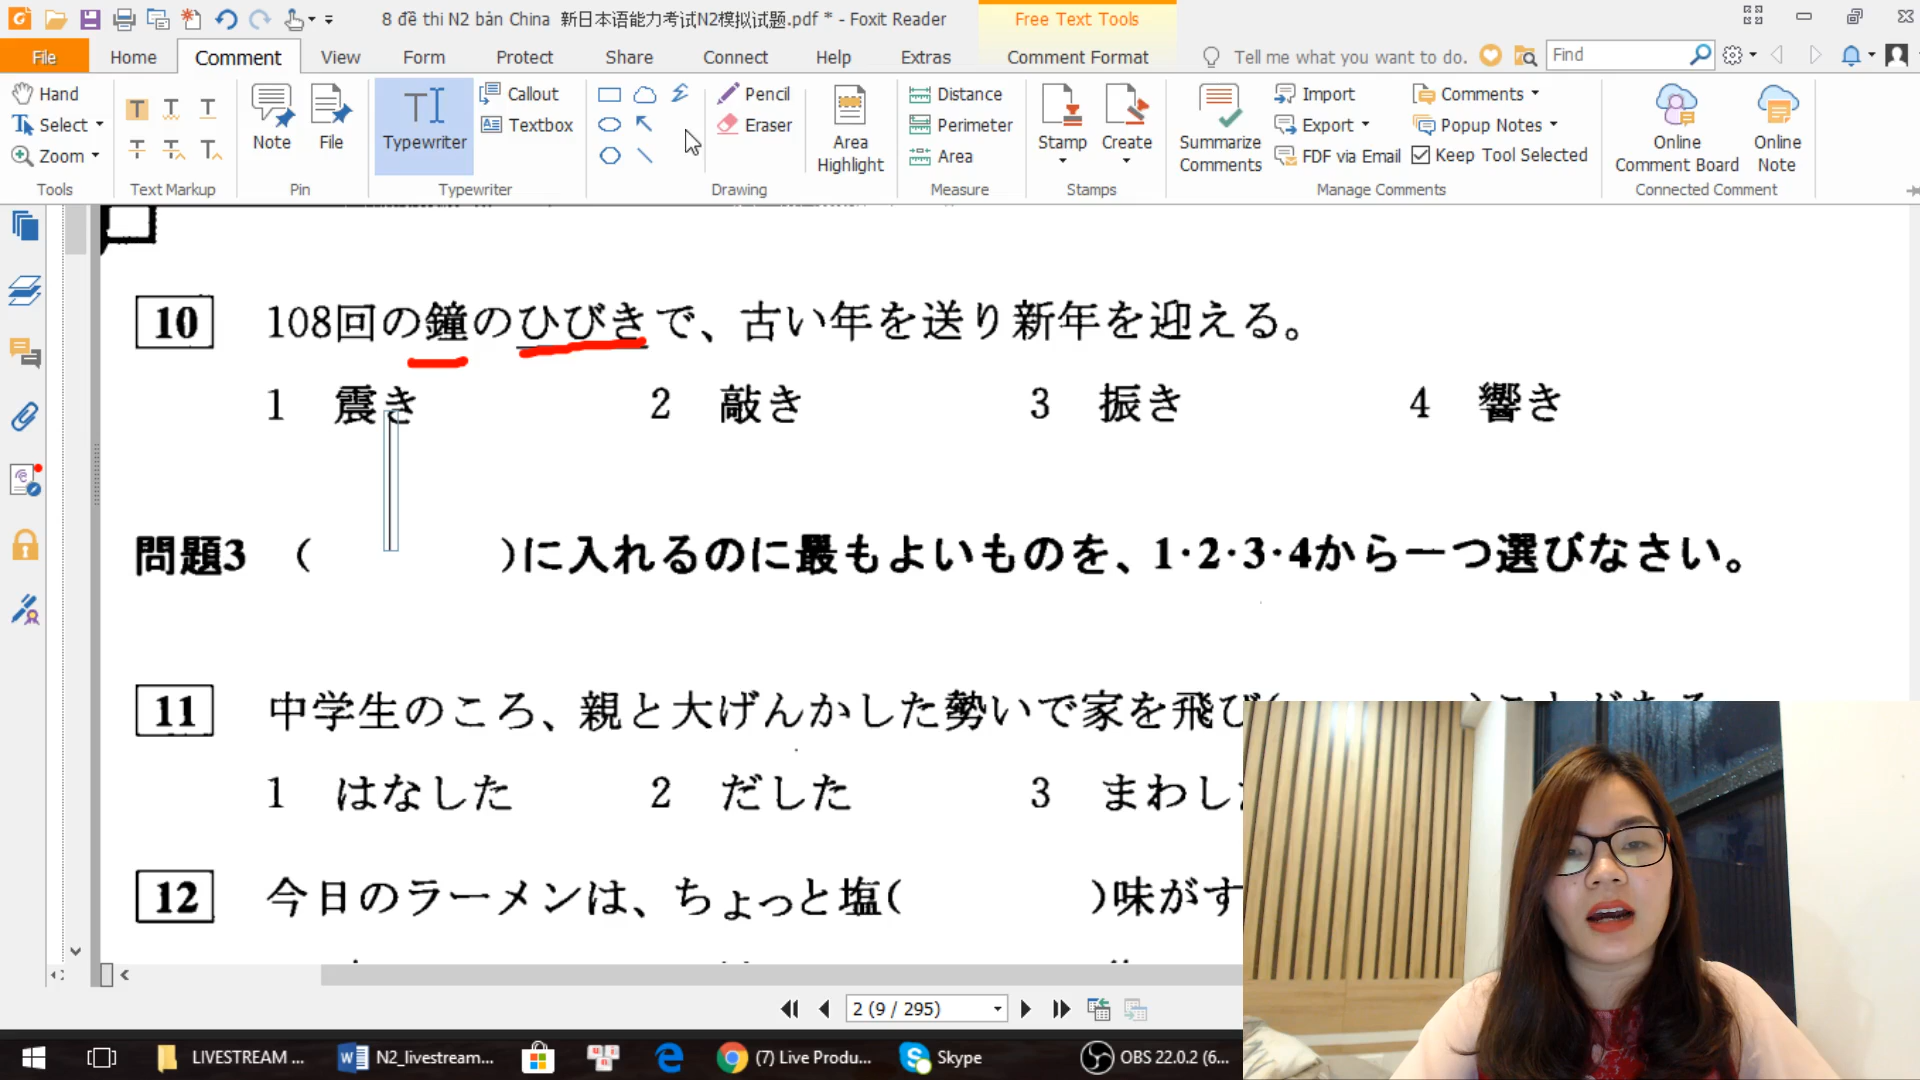 8 đề thi N2 bản China 新日本语能力考试N2模拟试题.pdf * - Foxit Reader
Free Text Tools
File Home Comment View Form Protect Share Connect Help Extras Comment Format Tell me what you want to do. Find
Hand
Select
Zoom
Tools
Text Markup
Note File
Pin
Typewriter
Callout
Textbox
Typewriter
Pencil
Eraser
Drawing
Area Highlight
Distance
Perimeter
Area
Measure
Stamp Create
Stamps
Summarize Comments
Import
Export
FDF via Email
Comments
Popup Notes
Keep Tool Selected
Manage Comments
Online Comment Board
Online Note
Connected Comment
10 108回の鐘のひびきで、古い年を送り新年を迎える。
1 震き 2 敲き 3 振き 4 響き
問題3 ( )に入れるのに最もよいものを、1·2·3·4から一つ選びなさい。
11 中学生のころ、親と大げんかした勢いで家を飛び(
1 はなした 2 だした 3 まわし
12 今日のラーメンは、ちょっと塩( )味がす
2 (9 / 295)
LIVESTREAM ... N2_livestream... (7) Live Produ... Skype OBS 22.0.2 (6...